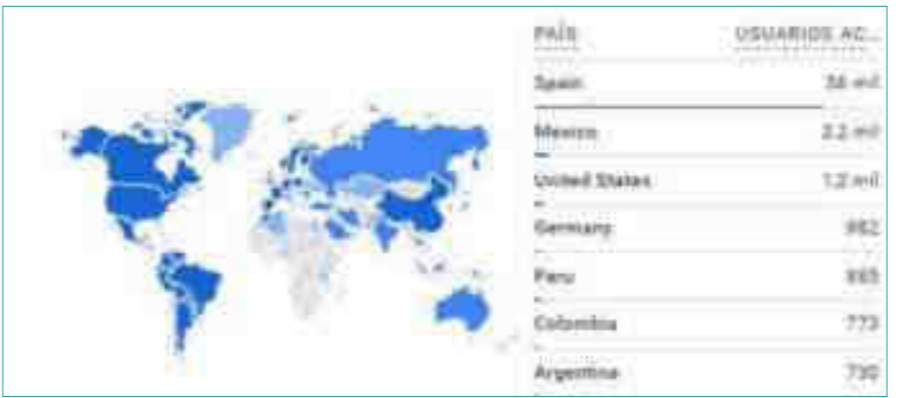 PAÍS USUARIOS AC...
Spain mil
Mexico 2,2 mil
United States 1,2 mil
Germany
Peru
Colombia 773
Argentina 730